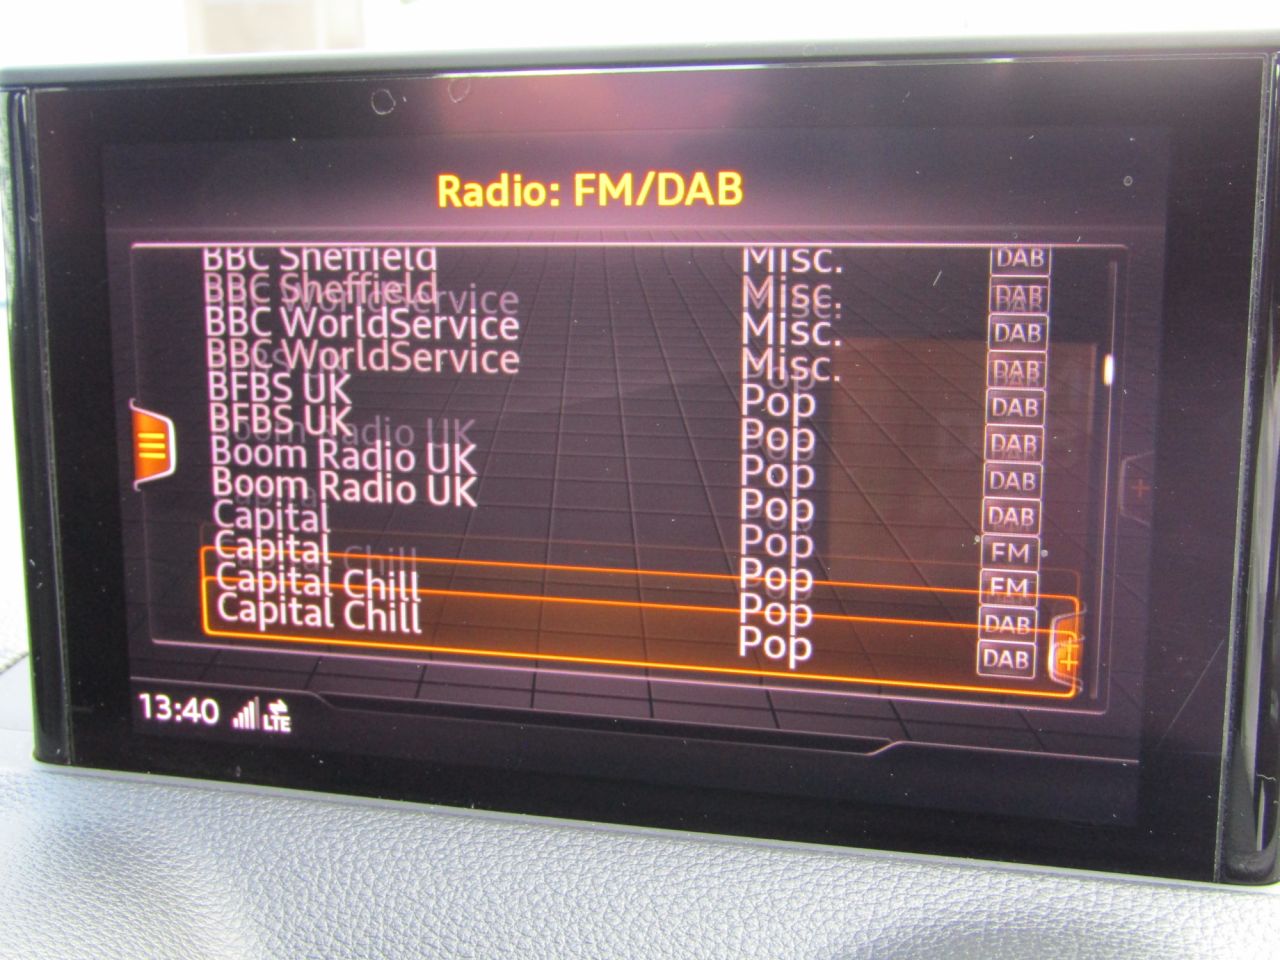 Radio: FM/DAB
BBC Sheffield Misc. DAB
BBC Sheffield Misc. DAB
BBC WorldService Misc. DAB
BBC WorldService Misc. DAB
BFBS UK Pop DAB
BFBS UK Pop DAB
Boom Radio UK Pop DAB
Boom Radio UK Pop DAB
Capital Pop FM
Capital Pop FM
Capital Chill Pop DAB
Capital Chill Pop DAB
13:40 LTE